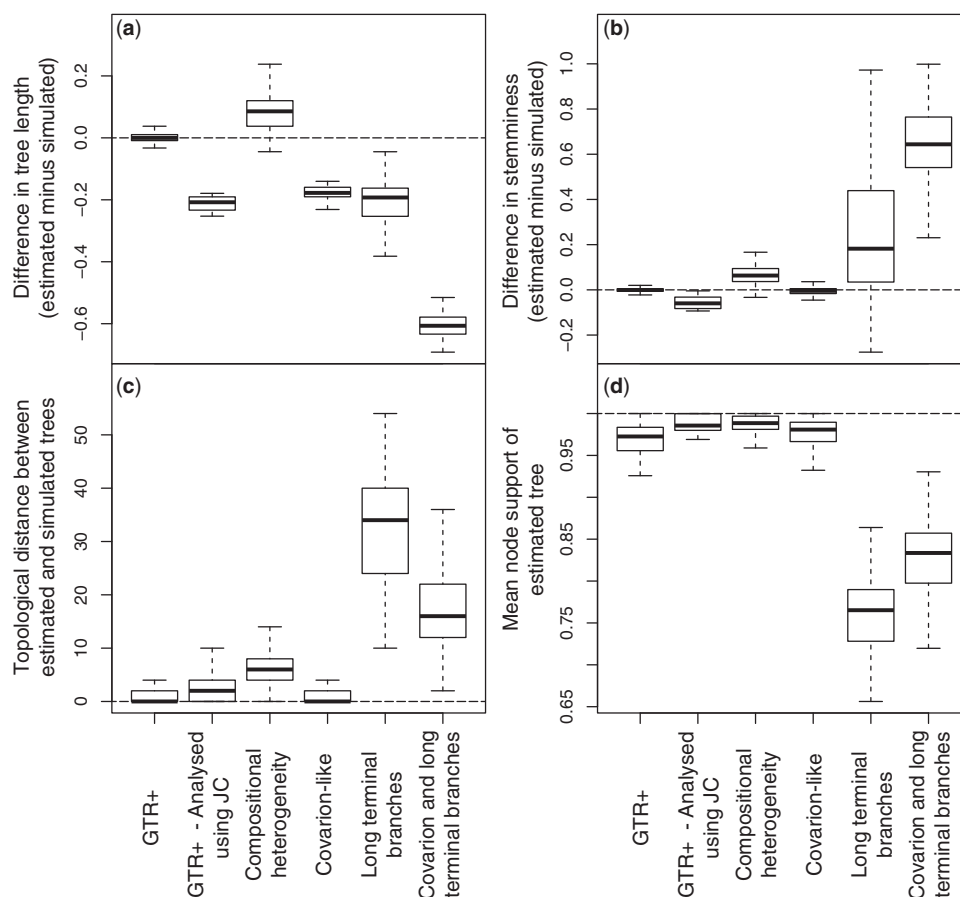 (a)
Difference in tree length
(estimated minus simulated)
0.2
0.0
−0.2
−0.4
−0.6
(b)
Difference in stemminess
(estimated minus simulated)
1.0
0.8
0.6
0.4
0.2
0.0
−0.2
(c)
Topological distance between
estimated and simulated trees
50
40
30
20
10
0
(d)
Mean node support of
estimated tree
0.95
0.85
0.75
0.65
GTR+
GTR+ - Analysed
using JC
Compositional
heterogeneity
Covarion-like
Long terminal
branches
Covarion and long
terminal branches
GTR+
GTR+ - Analysed
using JC
Compositional
heterogeneity
Covarion-like
Long terminal
branches
Covarion and long
terminal branches